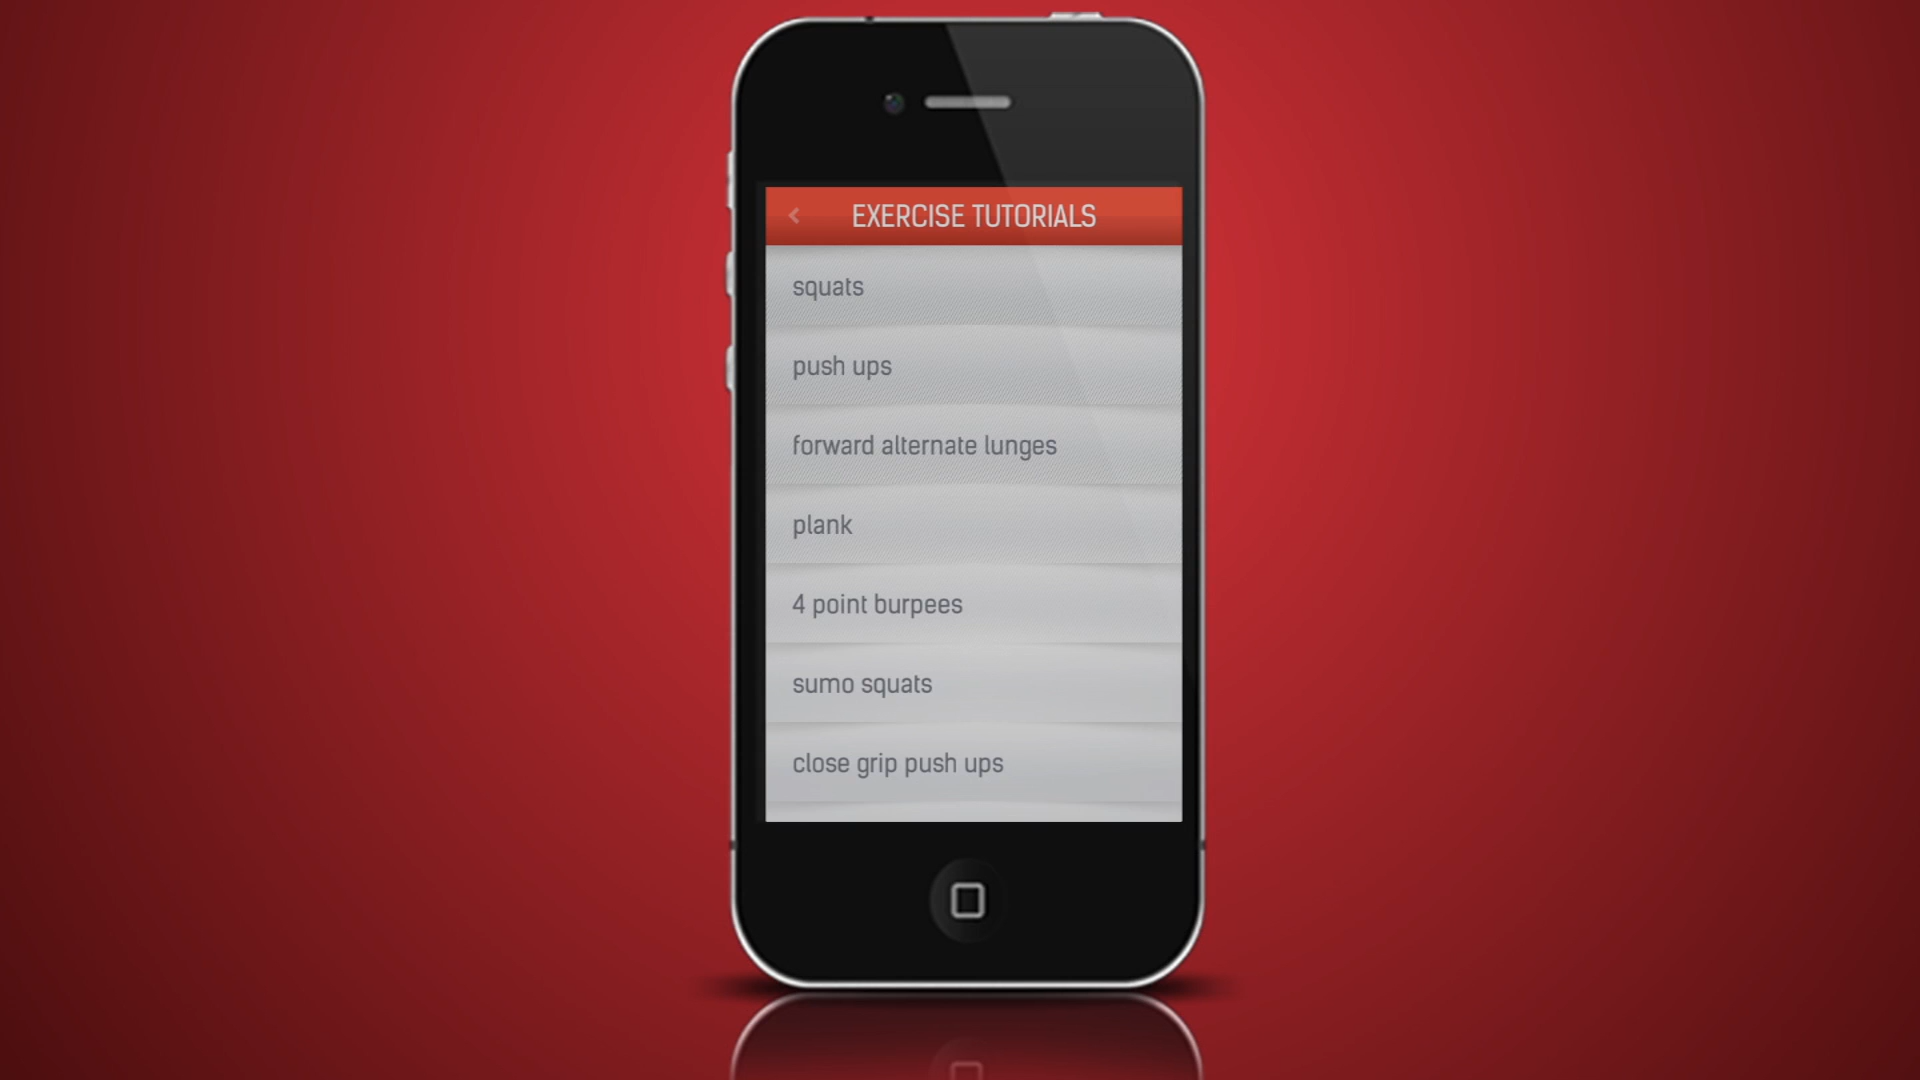 EXERCISE TUTORIALS
squats
push ups
forward alternate lunges
plank
4 point burpees
sumo squats
close grip push ups